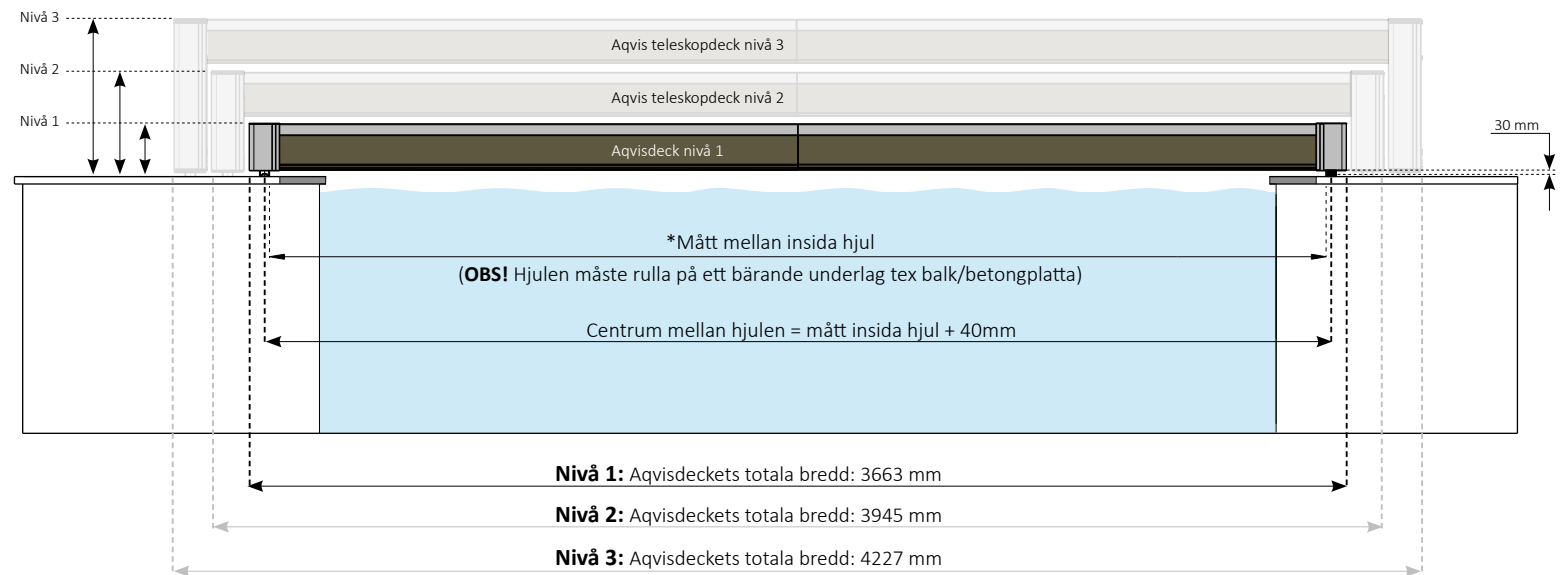 Nivå 3
Aqvis teleskopdeck nivå 3
Nivå 2
Aqvis teleskopdeck nivå 2
Nivå 1
30 mm
Aqvisdeck nivå 1
*Mått mellan insida hjul
(OBS! Hjulen måste rulla på ett bärande underlag tex balk/betongplatta)
Centrum mellan hjulen = mått insida hjul + 40mm
Nivå 1: Aqvisdeckets totala bredd: 3663 mm
Nivå 2: Aqvisdeckets totala bredd: 3945 mm
Nivå 3: Aqvisdeckets totala bredd: 4227 mm